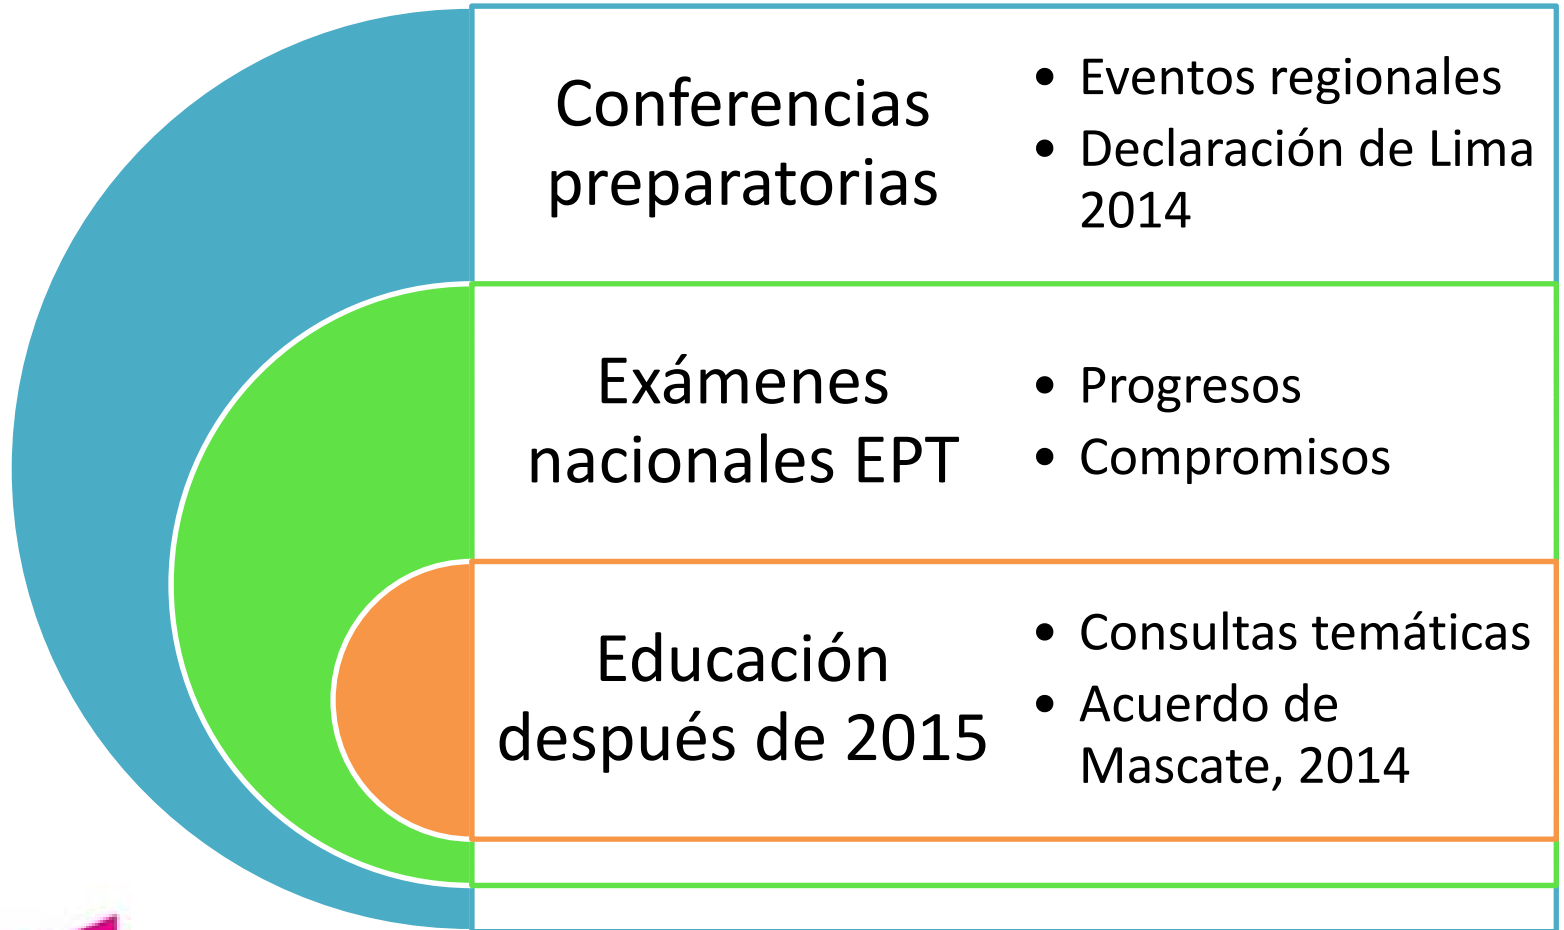 Conferencias
preparatorias
• Eventos regionales
• Declaración de Lima
2014
Exámenes
nacionales EPT
• Progresos
• Compromisos
Educación
después de 2015
• Consultas temáticas
• Acuerdo de
Mascate, 2014